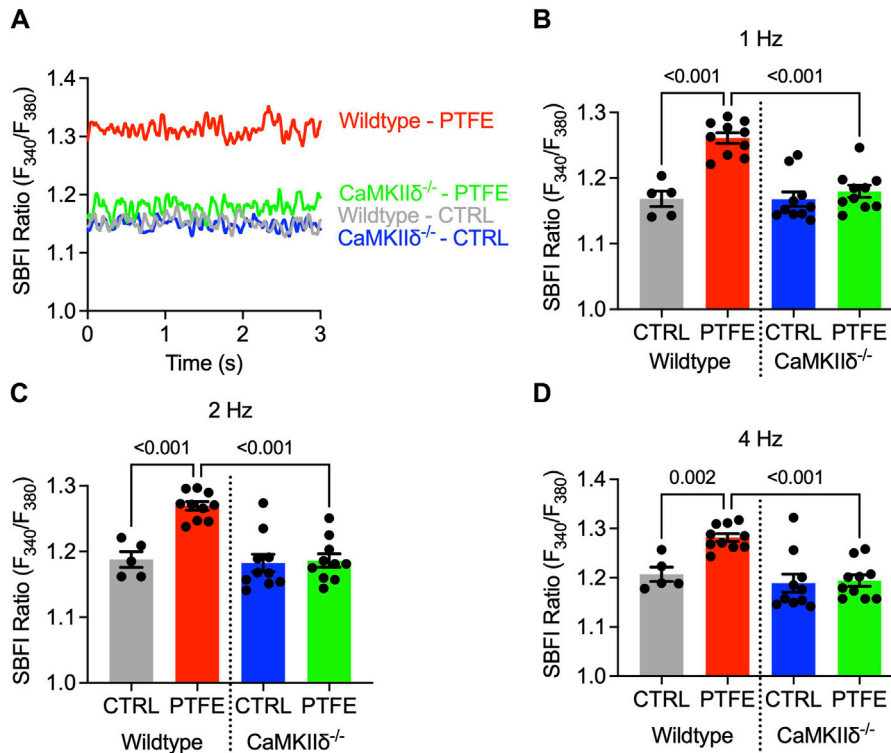 A
SBFI Ratio (F340/F380)
1.4
1.3
1.2
1.1
1.0
0 1 2 3
Time (s)
Wildtype - PTFE
CaMKIIδ-/- - PTFE
Wildtype - CTRL
CaMKIIδ-/- - CTRL
B
1 Hz
<0.001 <0.001
SBFI Ratio (F340/F380)
1.3
1.2
1.1
1.0
CTRL PTFE CTRL PTFE
Wildtype CaMKIIδ-/-
C
2 Hz
<0.001 <0.001
SBFI Ratio (F340/F380)
1.3
1.2
1.1
1.0
CTRL PTFE CTRL PTFE
Wildtype CaMKIIδ-/-
D
4 Hz
0.002 <0.001
SBFI Ratio (F340/F380)
1.4
1.3
1.2
1.1
1.0
CTRL PTFE CTRL PTFE
Wildtype CaMKIIδ-/-